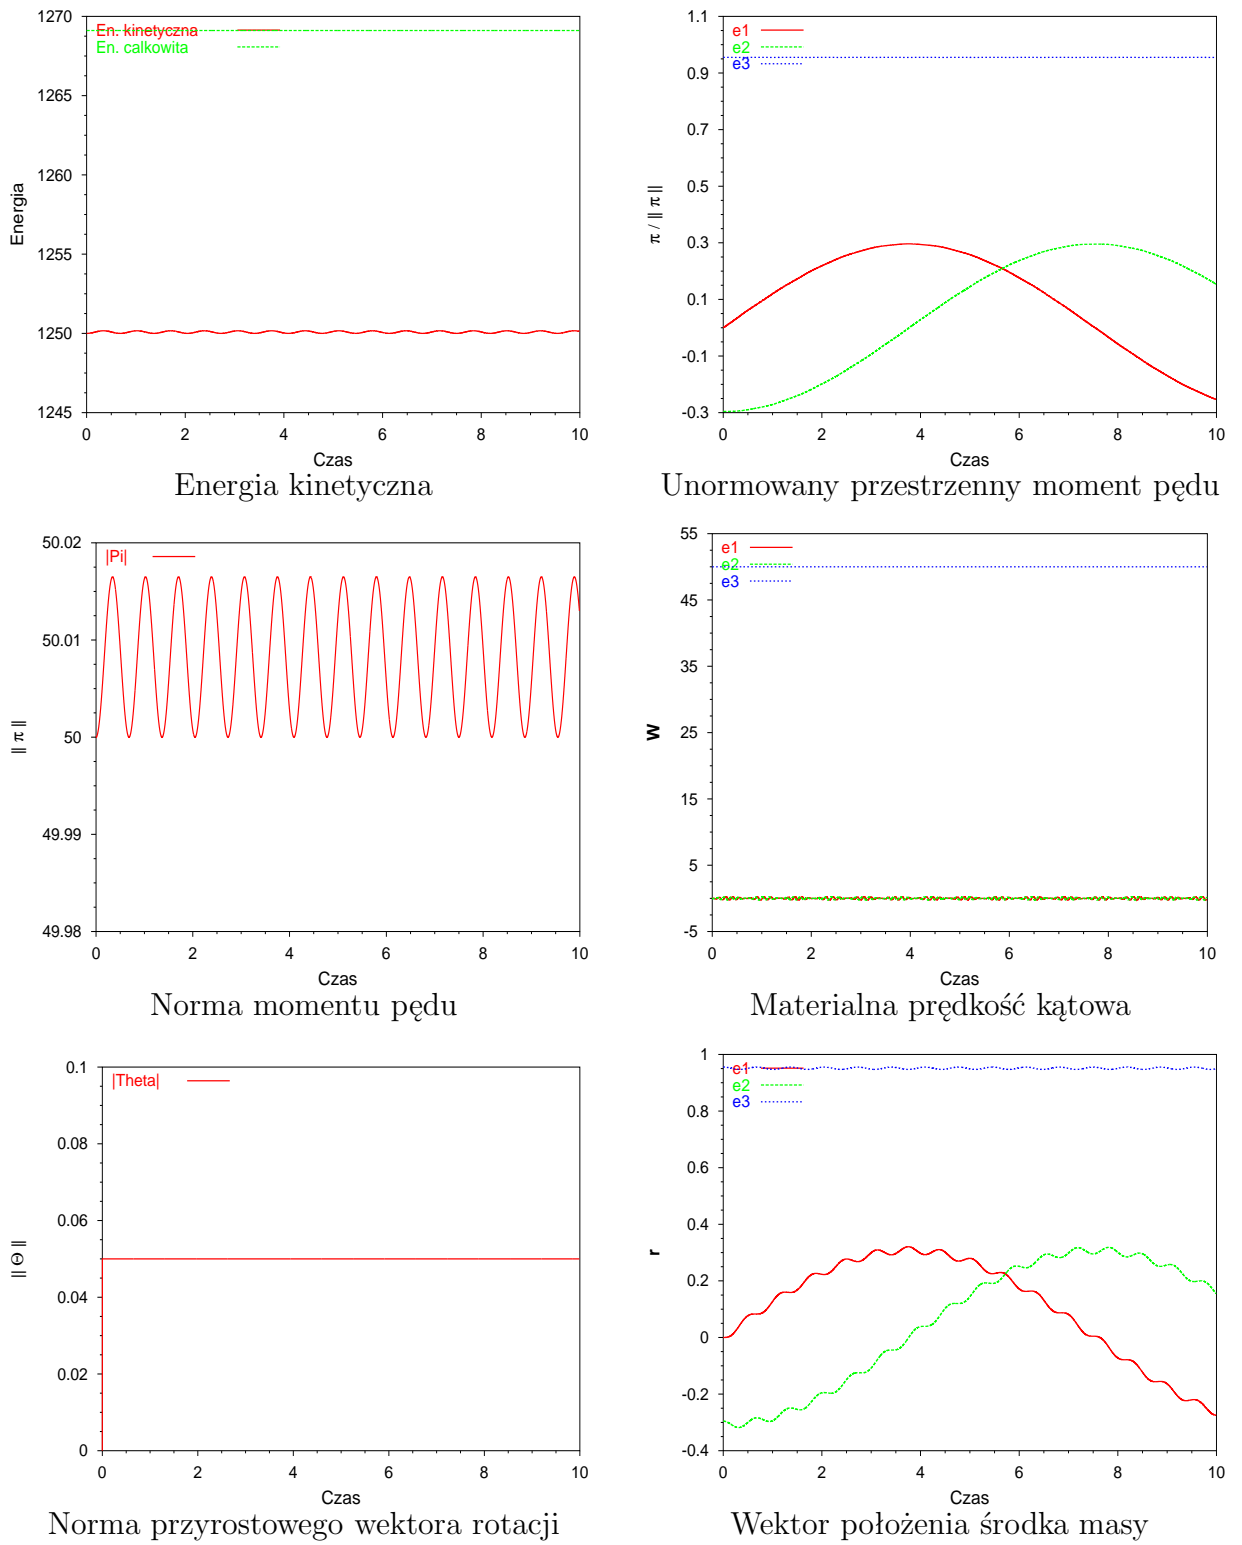 1270
1265
1260
1255
1250
1245
Energia
En. kinetyczna
En. calkowita
0 2 4 6 8 10
Czas
Energia kinetyczna
1.1
0.9
0.7
0.5
0.3
0.1
-0.1
-0.3
π / || π ||
e1
e2
e3
0 2 4 6 8 10
Czas
Unormowany przestrzenny moment pędu
50.02
50.01
50
49.99
49.98
|| π ||
|Pi|
0 2 4 6 8 10
Czas
Norma momentu pędu
55
45
35
25
15
5
-5
W
e1
e2
e3
0 2 4 6 8 10
Czas
Materialna prędkość kątowa
0.1
0.08
0.06
0.04
0.02
0
|| Θ ||
|Theta|
0 2 4 6 8 10
Czas
Norma przyrostowego wektora rotacji
1
0.8
0.6
0.4
0.2
0
-0.2
-0.4
r
e1
e2
e3
0 2 4 6 8 10
Czas
Wektor położenia środka masy